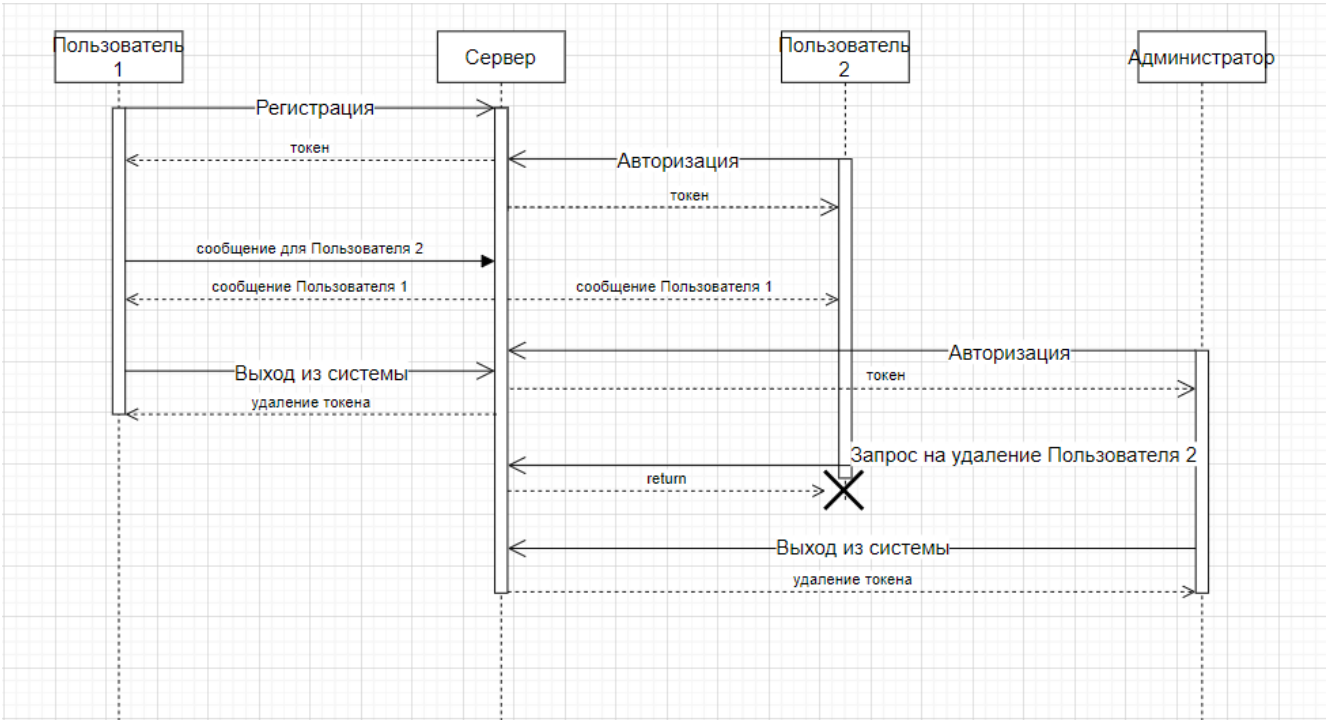 Пользователь
1
Сервер
Пользователь
2
Администратор
Регистрация
токен
Авторизация
токен
сообщение для Пользователя 2
сообщение Пользователя 1
сообщение Пользователя 1
Авторизация
Выход из системы
токен
удаление токена
Запрос на удаление Пользователя 2
return
Выход из системы
удаление токена